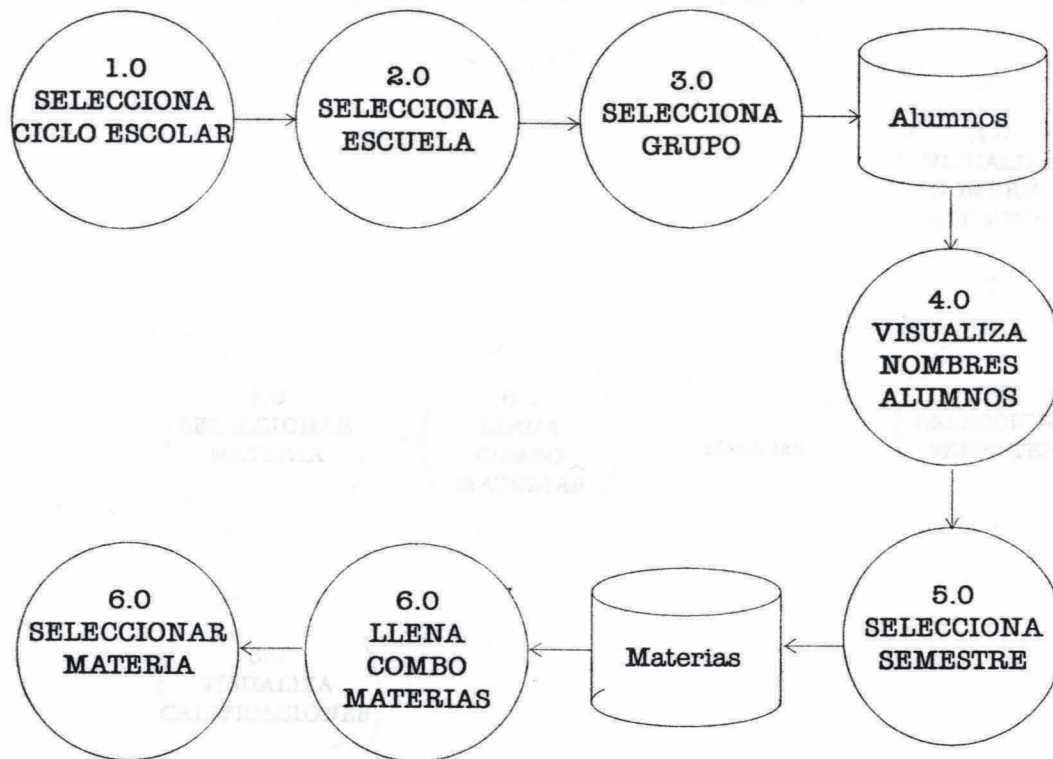 1.0
SELECCIONA
CICLO ESCOLAR
2.0
SELECCIONA
ESCUELA
3.0
SELECCIONA
GRUPO
Alumnos
4.0
VISUALIZA
NOMBRES
ALUMNOS
5.0
SELECCIONA
SEMESTRE
Materias
6.0
LLENA
COMBO
MATERIAS
6.0
SELECCIONAR
MATERIA